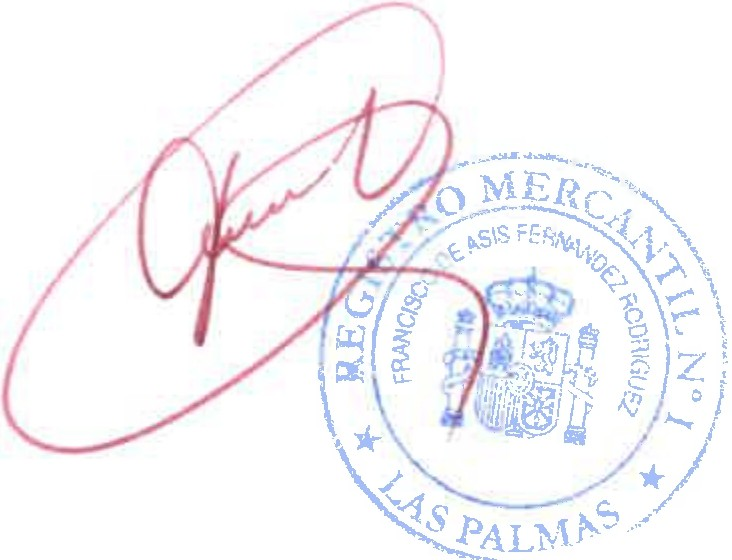 REGISTRO MERCANTIL Nº 1
FRANCISCO DE ASIS FERNANDEZ RODRIGUEZ
★ LAS PALMAS ★